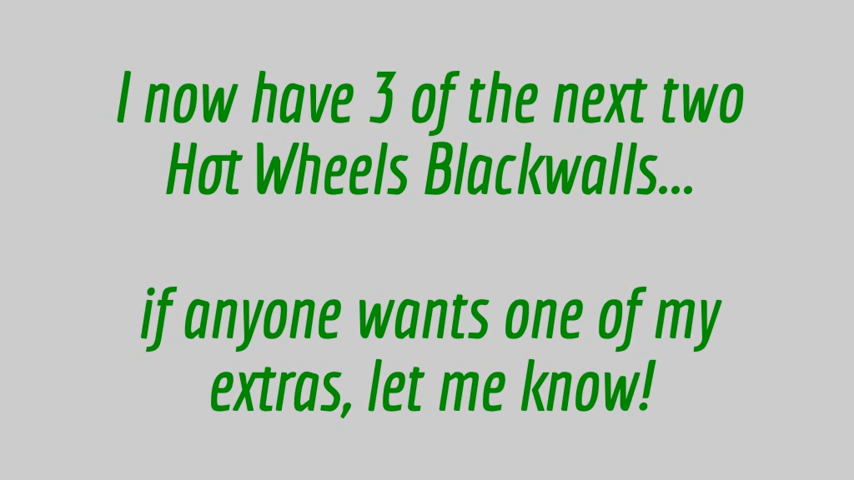 I now have 3 of the next two
Hot Wheels Blackwalls...
if anyone wants one of my
extras, let me know!